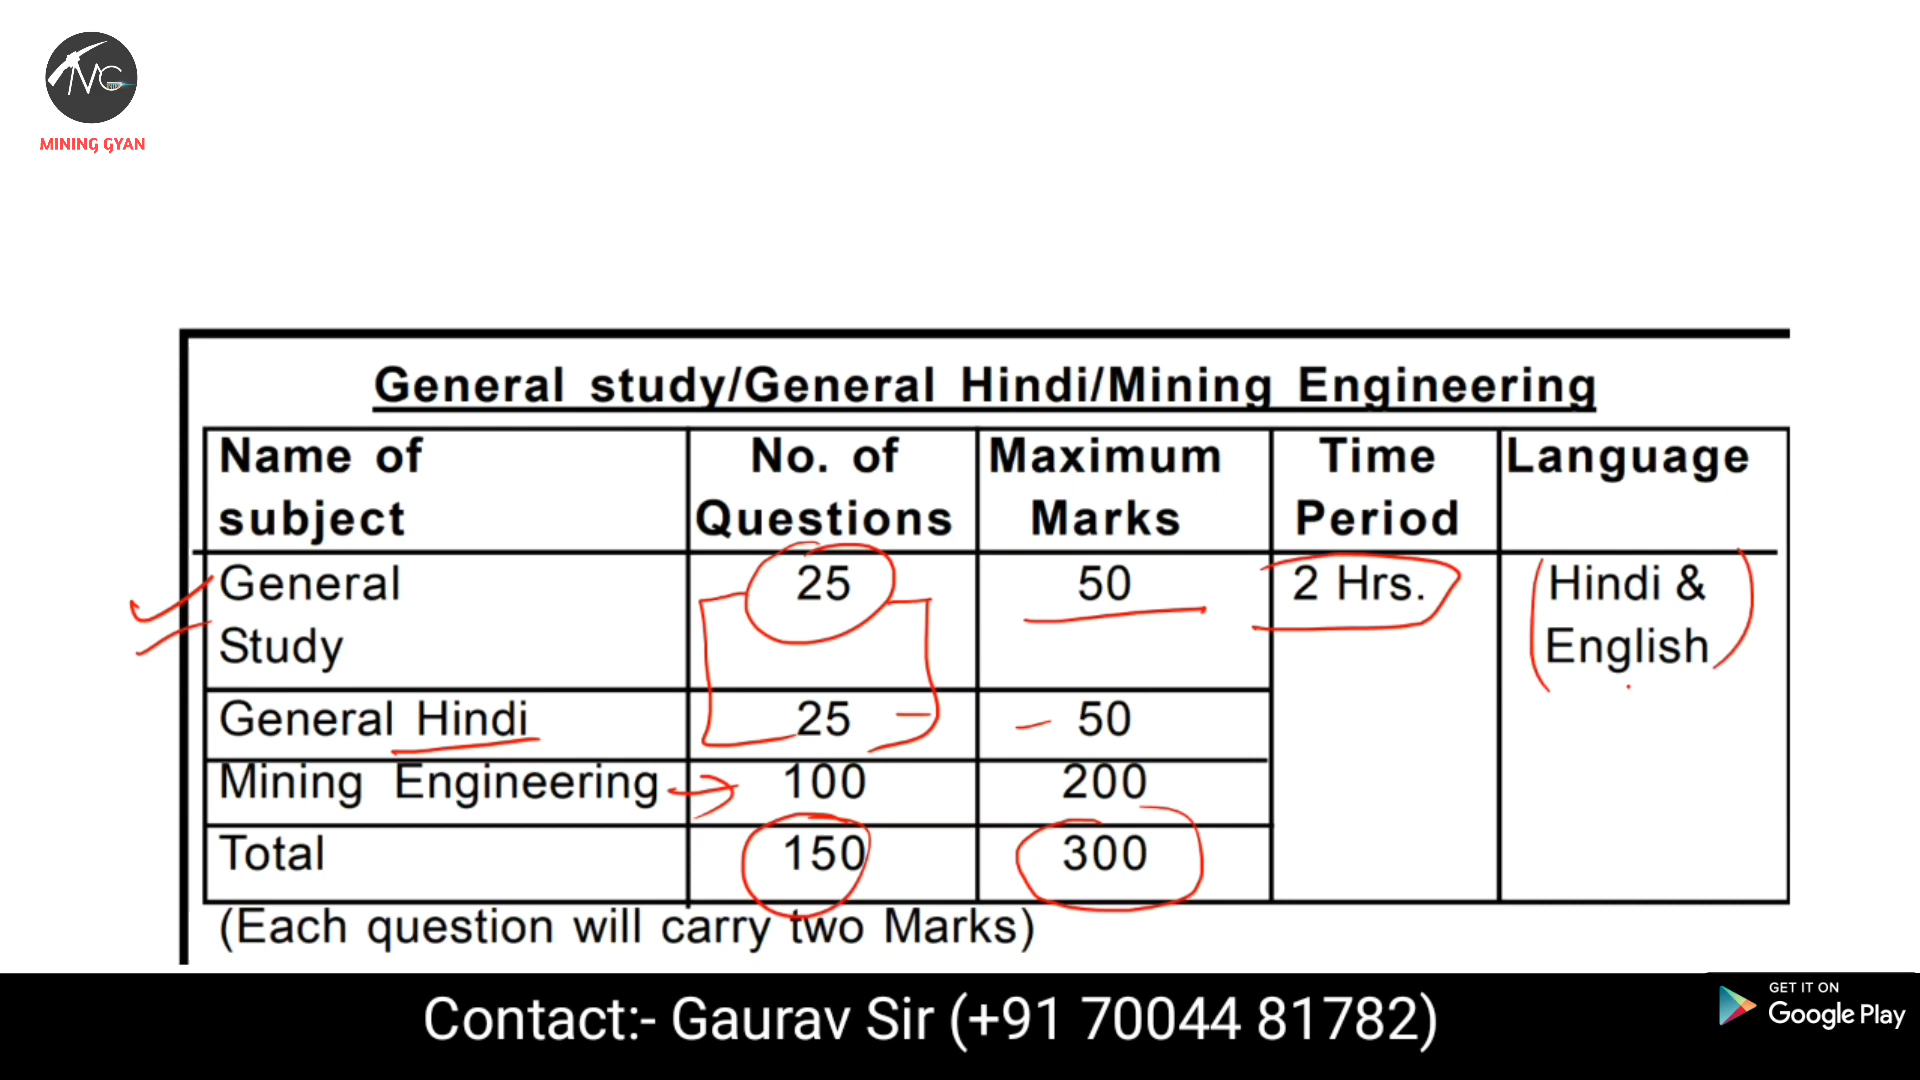 MG
MINING GYAN
General study/General Hindi/Mining Engineering
Name of subject No. of Questions Maximum Marks Time Period Language
General Study 25 50 2 Hrs. Hindi & English
General Hindi 25 50
Mining Engineering 100 200
Total 150 300
(Each question will carry two Marks)
Contact:- Gaurav Sir (+91 70044 81782)
GET IT ON
Google Play